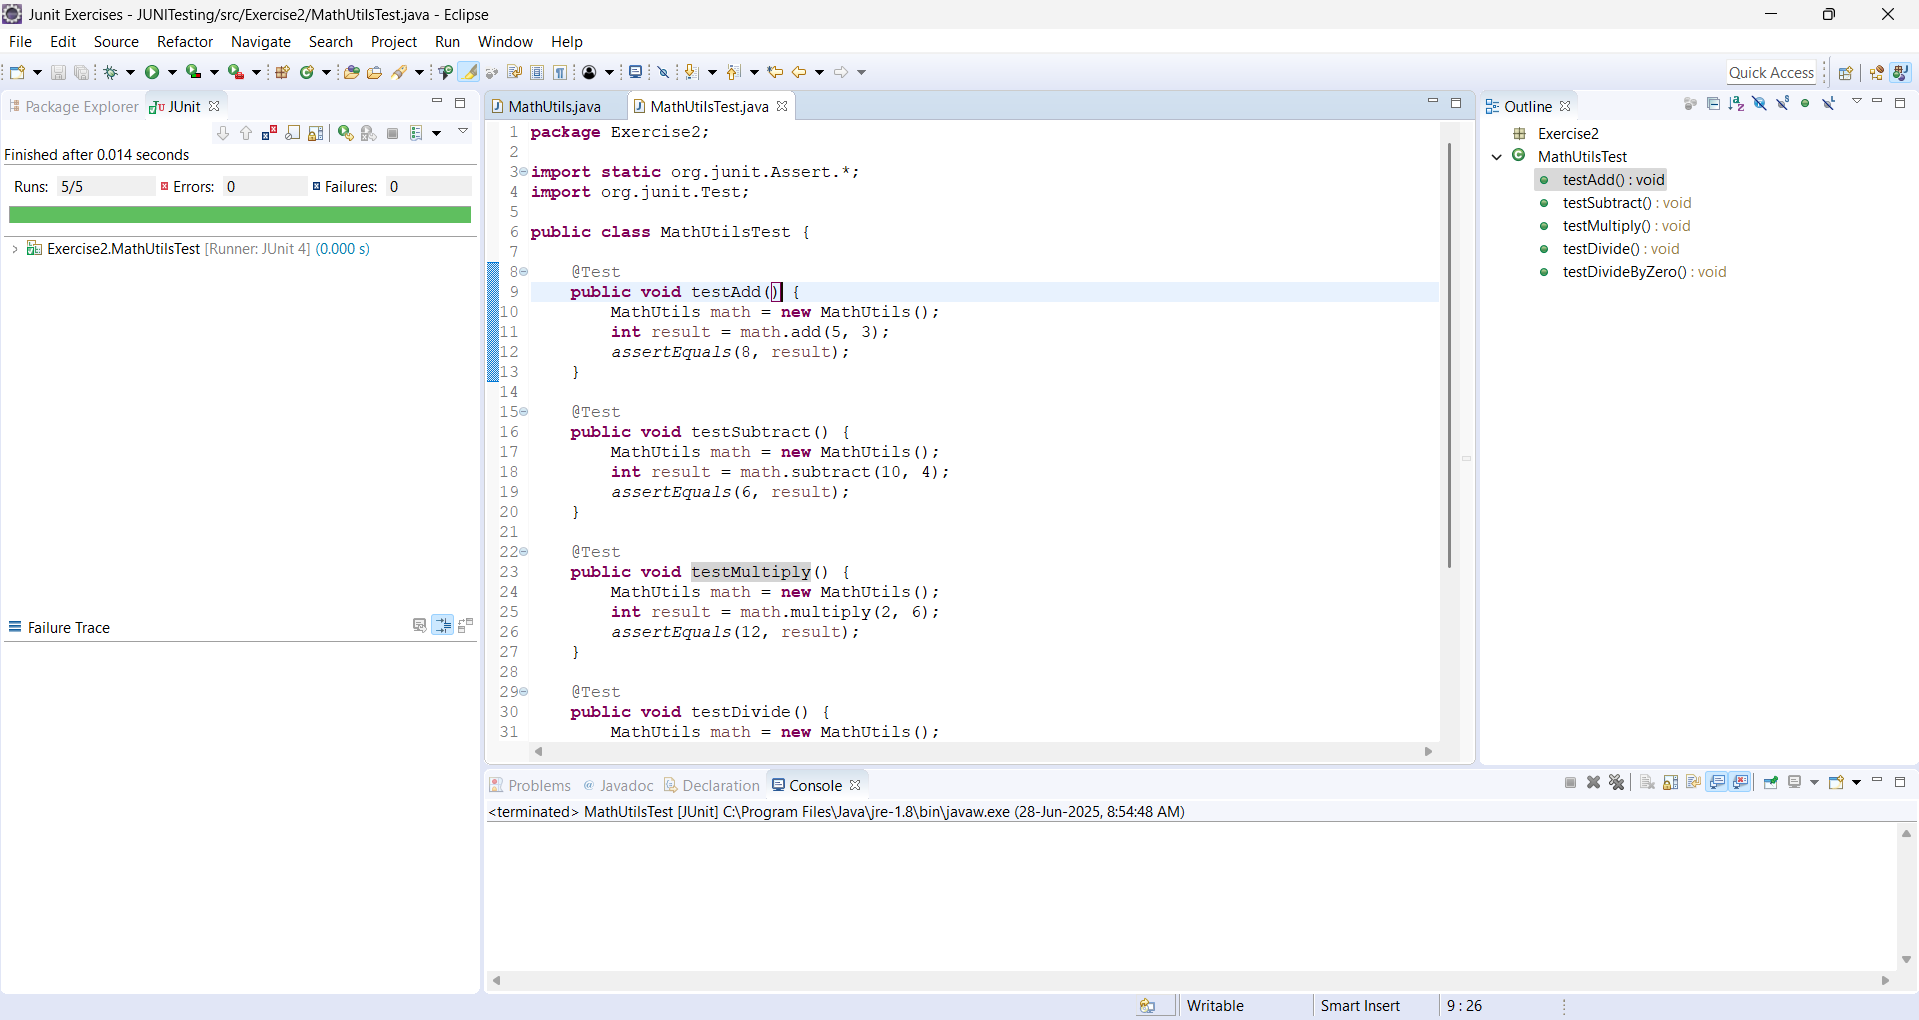 Junit Exercises - JUNITesting/src/Exercise2/MathUtilsTest.java - Eclipse
File Edit Source Refactor Navigate Search Project Run Window Help
Quick Access
Package Explorer JUnit
Finished after 0.014 seconds
Runs: 5/5 Errors: 0 Failures: 0
Exercise2.MathUtilsTest [Runner: JUnit 4] (0.000 s)
Failure Trace
MathUtils.java MathUtilsTest.java
1 package Exercise2;
2
3 import static org.junit.Assert.*;
4 import org.junit.Test;
5
6 public class MathUtilsTest {
7
8 @Test
9 public void testAdd() {
10 MathUtils math = new MathUtils();
11 int result = math.add(5, 3);
12 assertEquals(8, result);
13 }
14
15 @Test
16 public void testSubtract() {
17 MathUtils math = new MathUtils();
18 int result = math.subtract(10, 4);
19 assertEquals(6, result);
20 }
21
22 @Test
23 public void testMultiply() {
24 MathUtils math = new MathUtils();
25 int result = math.multiply(2, 6);
26 assertEquals(12, result);
27 }
28
29 @Test
30 public void testDivide() {
31 MathUtils math = new MathUtils();
Outline
Exercise2
MathUtilsTest
testAdd() : void
testSubtract() : void
testMultiply() : void
testDivide() : void
testDivideByZero() : void
Problems @ Javadoc Declaration Console
<terminated> MathUtilsTest [JUnit] C:\Program Files\Java\jre-1.8\bin\javaw.exe (28-Jun-2025, 8:54:48 AM)
Writable Smart Insert 9 : 26